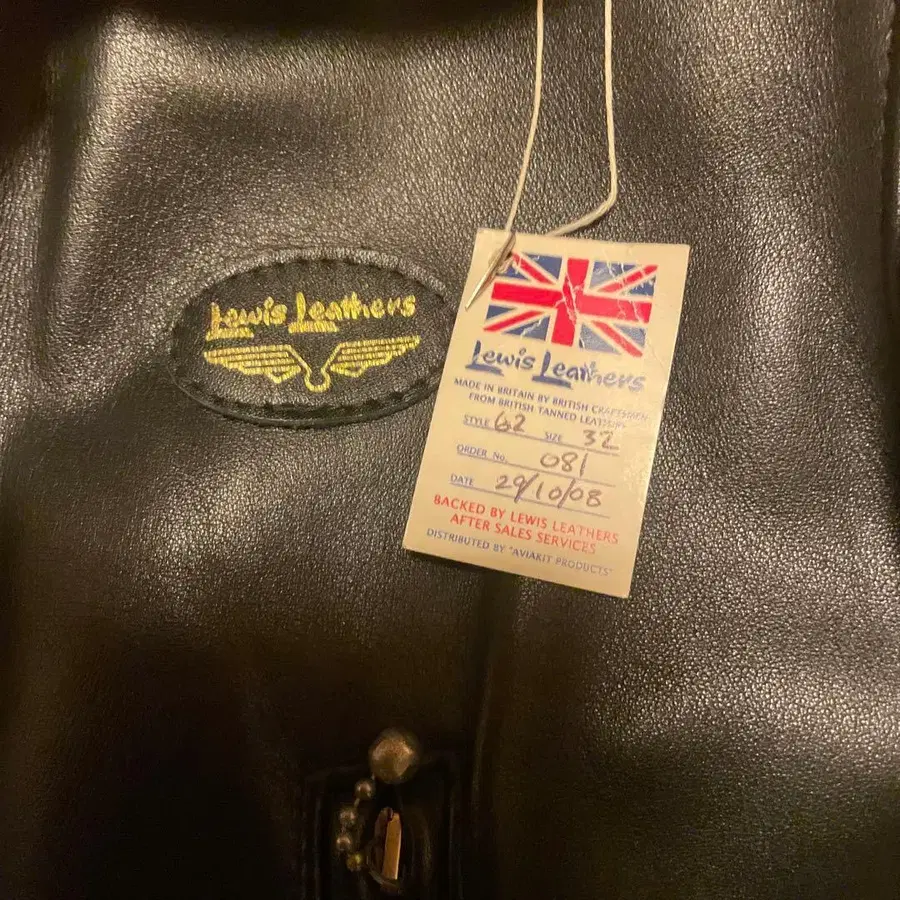 Lewis Leathers
Lewis Leathers
MADE IN BRITAIN BY BRITISH CRAFTSMEN
FROM BRITISH TANNED LEATHERS
STYLE 62 SIZE 32
ORDER No. 081
DATE 29/10/08
BACKED BY LEWIS LEATHERS
AFTER SALES SERVICES
DISTRIBUTED BY "AVIAKIT PRODUCTS"